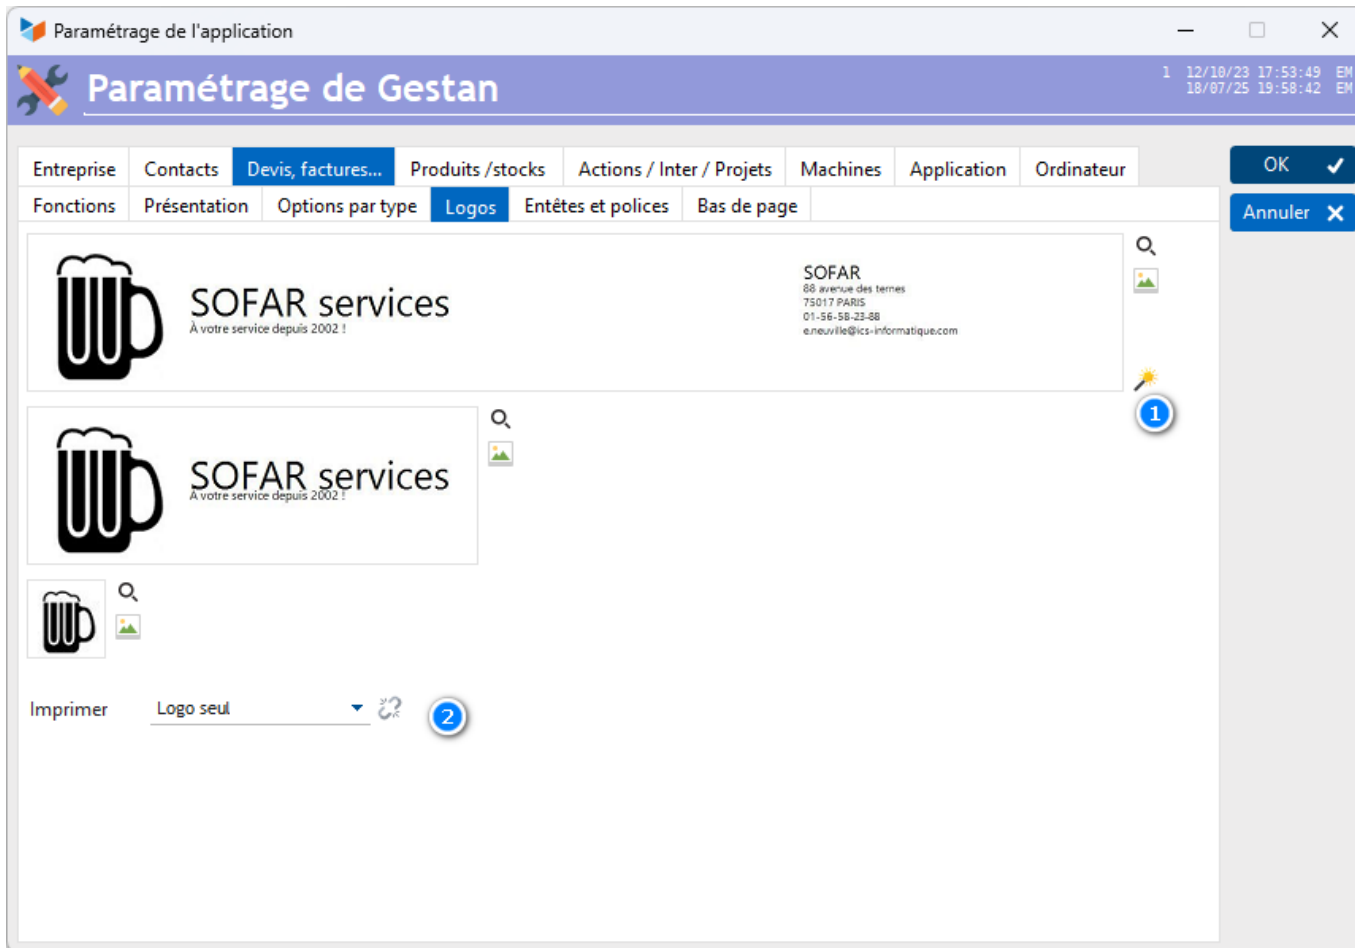 Paramétrage de l'application
Paramétrage de Gestan
1 12/10/23 17:53:49 EM
18/07/25 19:58:42 EM
Entreprise Contacts Devis, factures... Produits /stocks Actions / Inter / Projets Machines Application Ordinateur
OK
Fonctions Présentation Options par type Logos Entêtes et polices Bas de page
Annuler
SOFAR services
À votre service depuis 2002 !
SOFAR
88 avenue des ternes
75017 PARIS
01-56-58-23-88
e.neuville@ics-informatique.com
1
SOFAR services
À votre service depuis 2002 !
Imprimer Logo seul
2